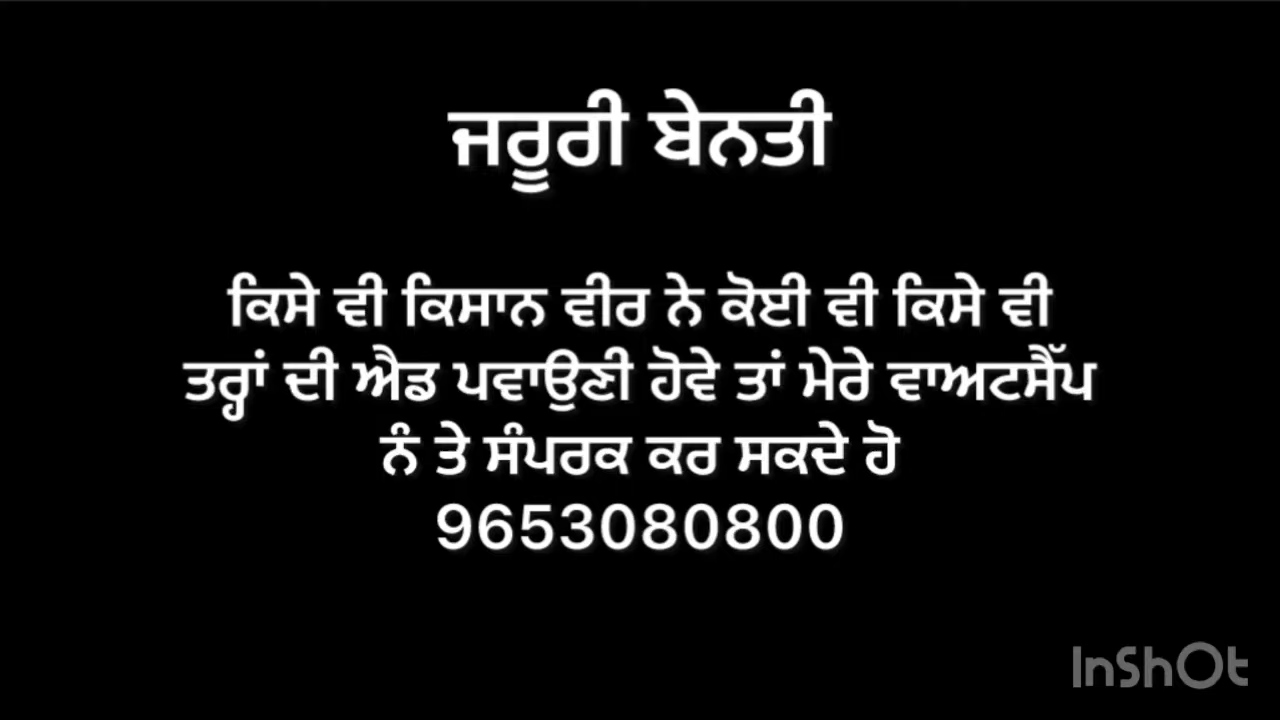 ਜਰੂਰੀ ਬੇਨਤੀ
ਕਿਸੇ ਵੀ ਕਿਸਾਨ ਵੀਰ ਨੇ ਕੋਈ ਵੀ ਕਿਸੇ ਵੀ
ਤਰ੍ਹਾਂ ਦੀ ਐਡ ਪਵਾਉਣੀ ਹੋਵੇ ਤਾਂ ਮੇਰੇ ਵਾਅਟਸੈੱਪ
ਨੰ ਤੇ ਸੰਪਰਕ ਕਰ ਸਕਦੇ ਹੋ
9653080800
InShOt